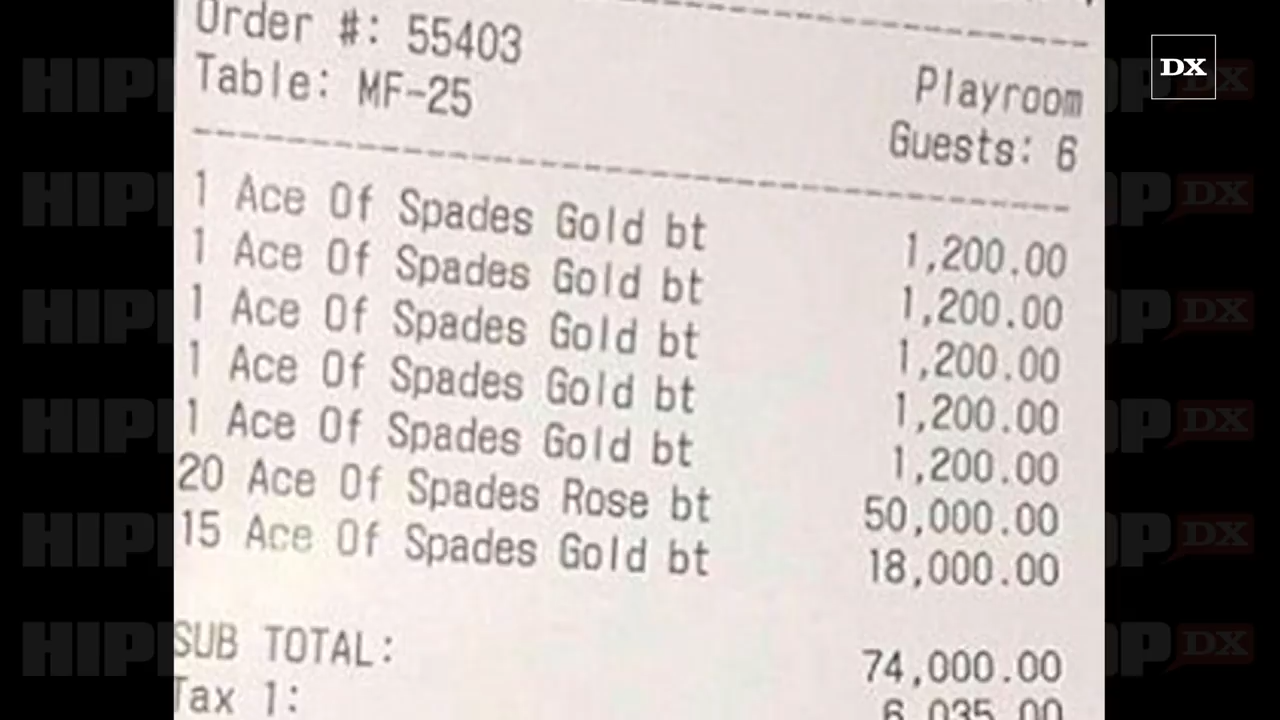 Order #: 55403
Table: MF-25
Playroom
Guests: 6
1 Ace Of Spades Gold bt 1,200.00
1 Ace Of Spades Gold bt 1,200.00
1 Ace Of Spades Gold bt 1,200.00
1 Ace Of Spades Gold bt 1,200.00
1 Ace Of Spades Gold bt 1,200.00
20 Ace Of Spades Rose bt 50,000.00
15 Ace Of Spades Gold bt 18,000.00
SUB TOTAL: 74,000.00
Tax 1: 6,035.00
DX